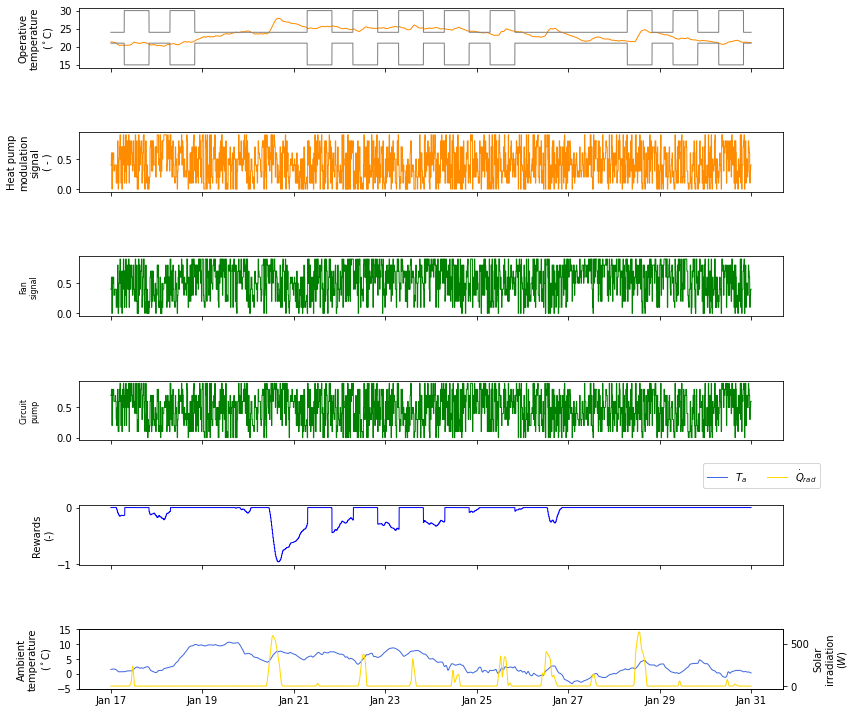 Operative
temperature
(°C)
30
25
20
15
Heat pump
modulation
signal
( - )
0.5
0.0
Fan
signal
0.5
0.0
Circuit
pump
0.5
0.0
T_a
Q̇_rad
Rewards
(-)
0
−1
Ambient
temperature
(°C)
15
10
5
0
−5
500
0
Solar
irradiation
(W)
Jan 17 Jan 19 Jan 21 Jan 23 Jan 25 Jan 27 Jan 29 Jan 31